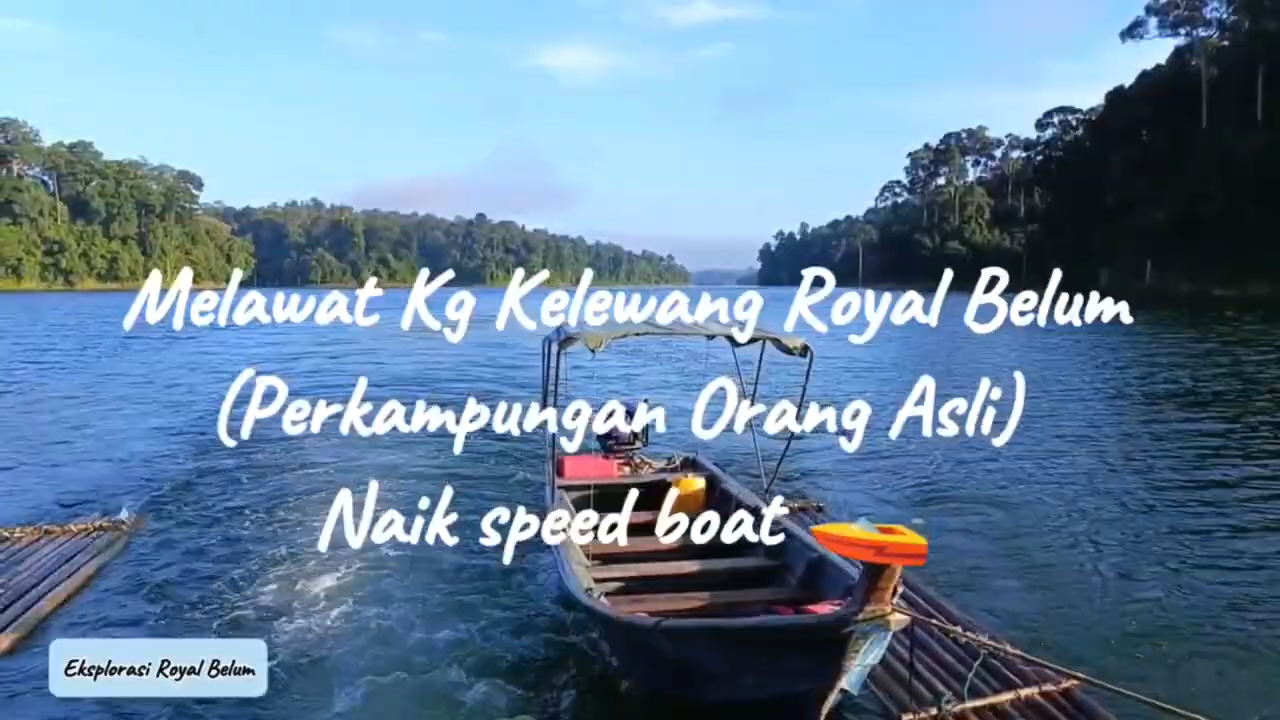 Melawat Kg Kelewang Royal Belum
(Perkampungan Orang Asli)
Naik speed boat
Eksplorasi Royal Belum